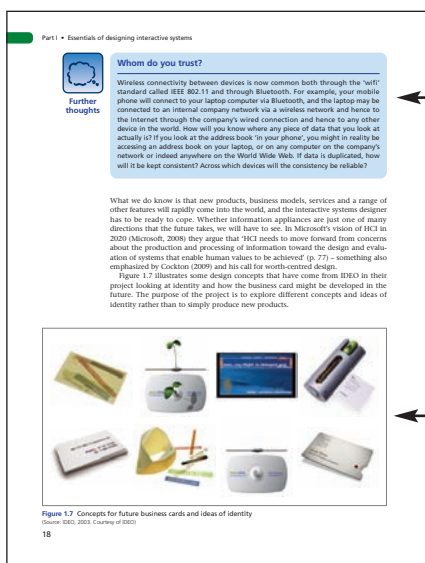 Part I • Essentials of designing interactive systems
Further
thoughts
Whom do you trust?
Wireless connectivity between devices is now common both through the 'wifi'
standard called IEEE 802.11 and through Bluetooth. For example, your mobile
phone will connect to your laptop computer via Bluetooth, and the laptop may be
connected to an internal company network via a wireless network and hence to
the Internet through the company's wired connection and hence to any other
device in the world. How will you know where any piece of data that you look at
actually is? If you look at the address book 'in your phone', you might in reality be
accessing an address book on your laptop, or on any computer on the company's
network or indeed anywhere on the World Wide Web. If data is duplicated, how
will it be kept consistent? Across which devices will the consistency be reliable?
What we do know is that new products, business models, services and a range of
other features will rapidly come into the world, and the interactive systems designer
has to be ready to cope. Whether information appliances are just one of many
directions that the future takes, we will have to see. In Microsoft's vision of HCI in
2020 (Microsoft, 2008) they argue that 'HCI needs to move forward from concerns
about the production and processing of information toward the design and evalu-
ation of systems that enable human values to be achieved' (p. 77) – something also
emphasized by Cockton (2009) and his call for worth-centred design.
Figure 1.7 illustrates some design concepts that have come from IDEO in their
project looking at identity and how the business card might be developed in the
future. The purpose of the project is to explore different concepts and ideas of
identity rather than to simply produce new products.
Figure 1.7 Concepts for future business cards and ideas of identity
(Source: IDEO, 2003. Courtesy of IDEO)
18